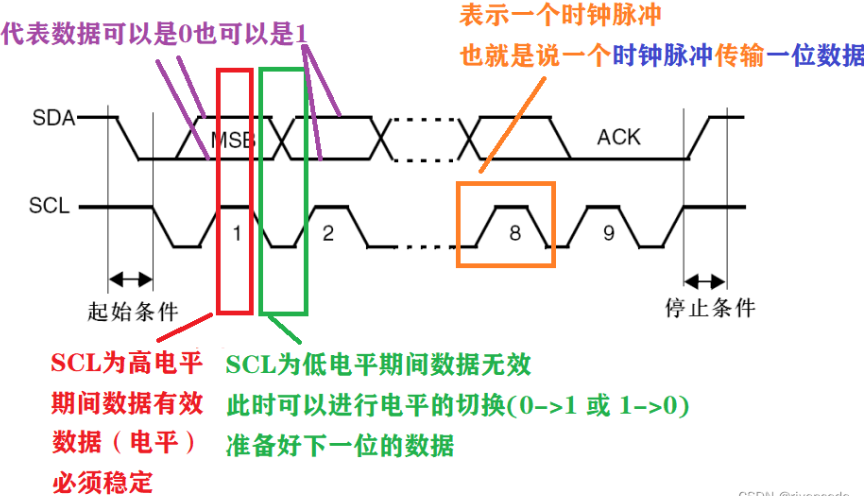 代表数据可以是0也可以是1
表示一个时钟脉冲
也就是说一个时钟脉冲传输一位数据
SDA
MSB
ACK
SCL
1
2
8
9
起始条件
停止条件
SCL为高电平
期间数据有效
数据（电平）
必须稳定
SCL为低电平期间数据无效
此时可以进行电平的切换(0->1 或 1->0)
准备好下一位的数据